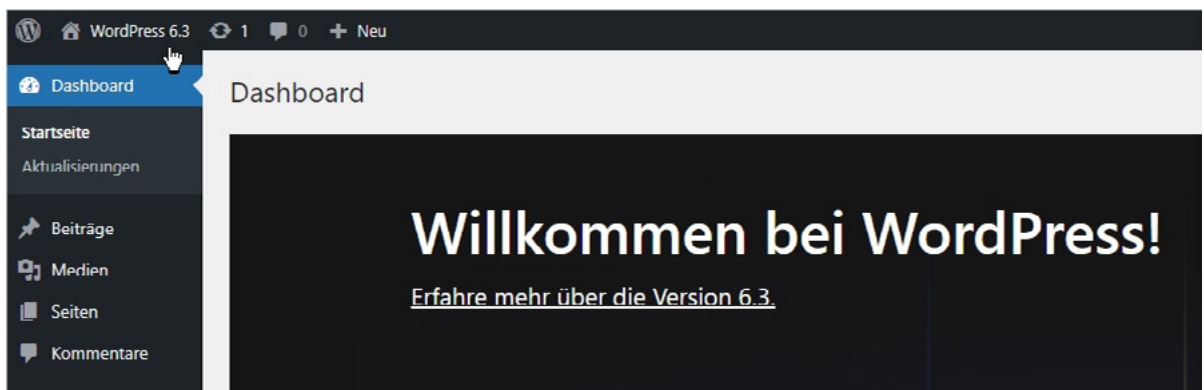 WordPress 6.3 1 0 Neu
Dashboard
Startseite
Aktualisierungen
Beiträge
Medien
Seiten
Kommentare
Dashboard
Willkommen bei WordPress!
Erfahre mehr über die Version 6.3.